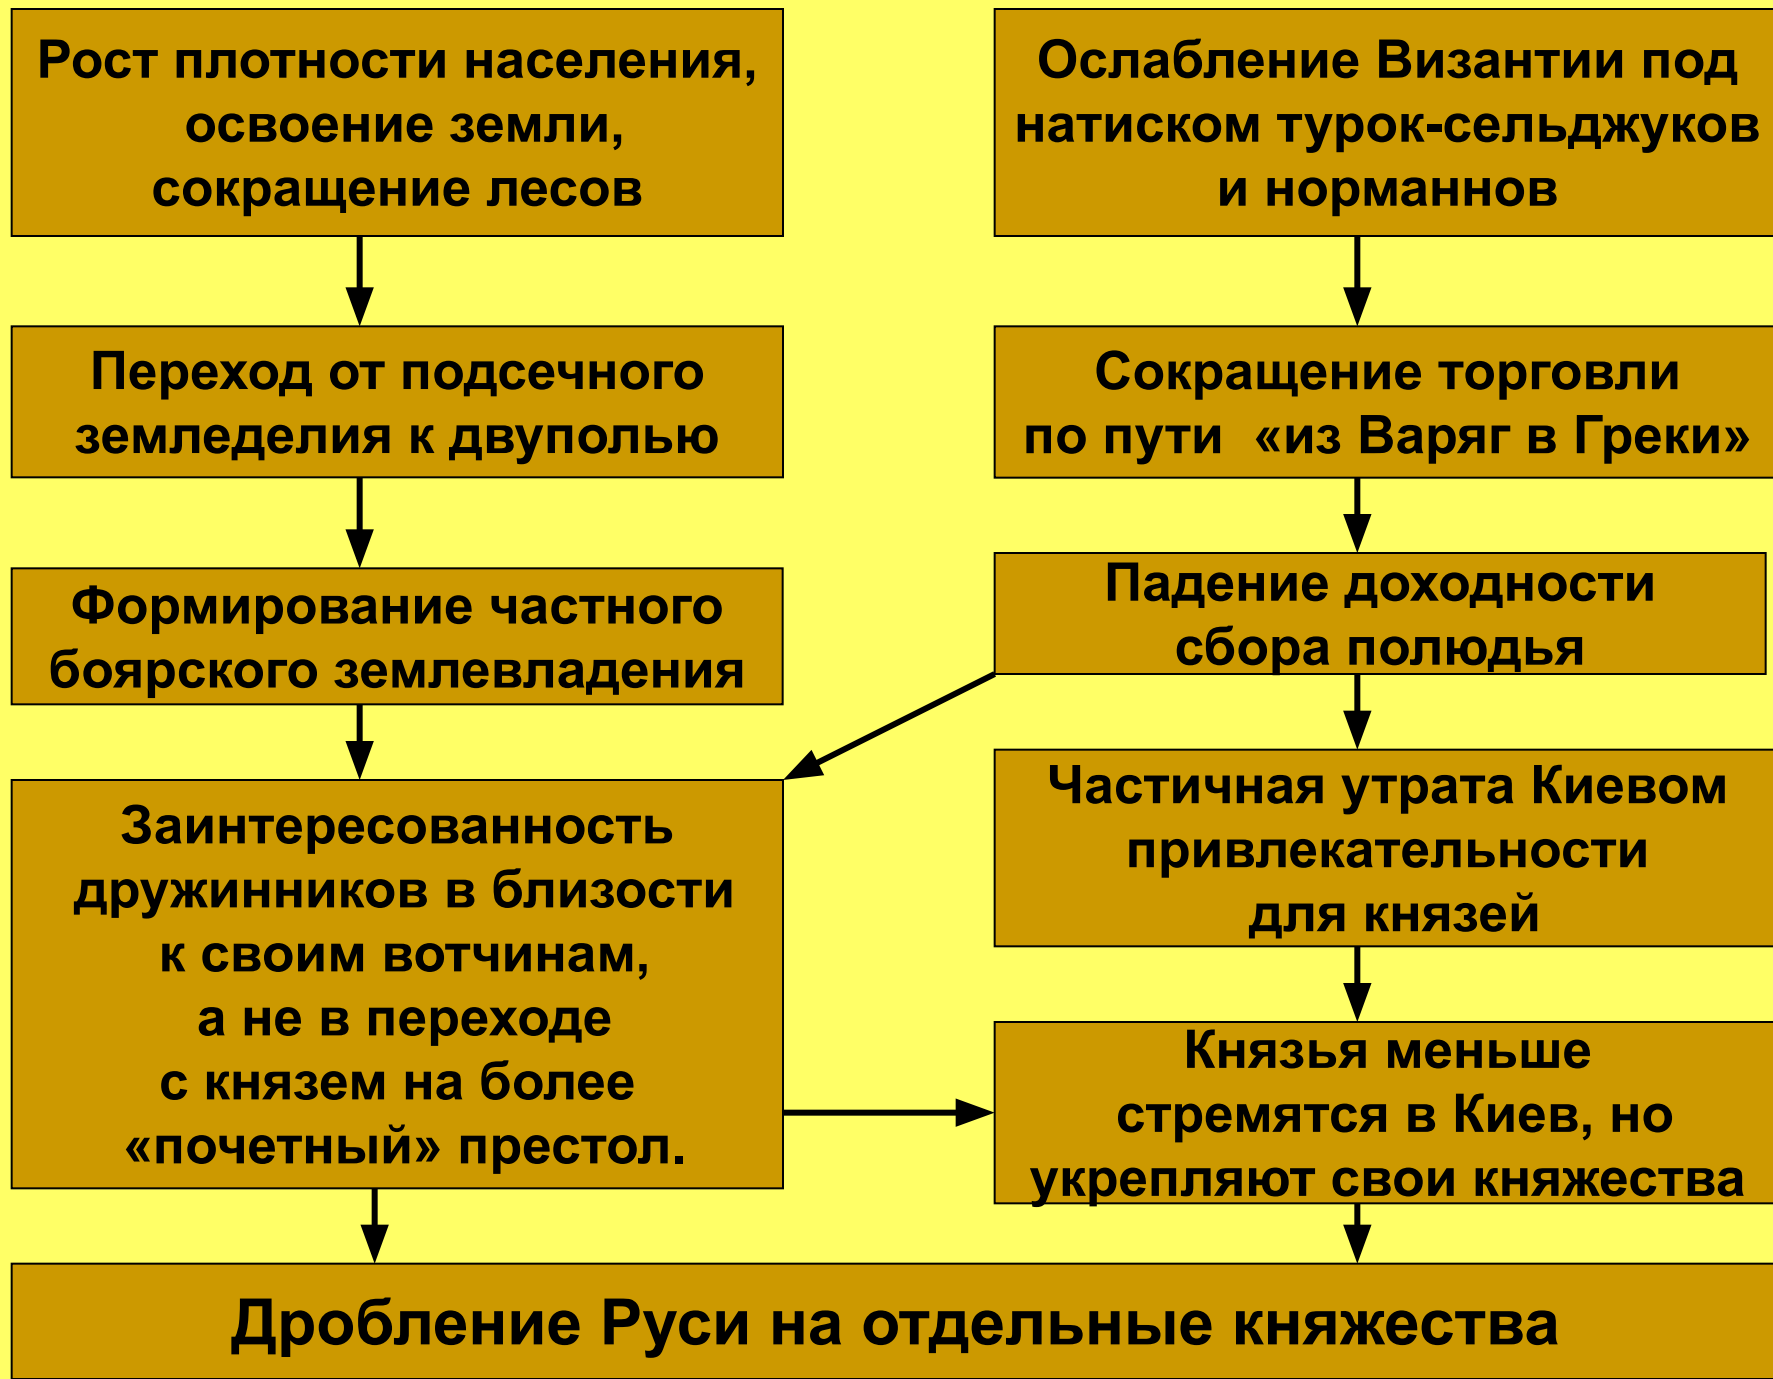 Рост плотности населения,
освоение земли,
сокращение лесов
Переход от подсечного
земледелия к двуполью
Формирование частного
боярского землевладения
Заинтересованность
дружинников в близости
к своим вотчинам,
а не в переходе
с князем на более
«почетный» престол.
Ослабление Византии под
натиском турок-сельджуков
и норманнов
Сокращение торговли
по пути «из Варяг в Греки»
Падение доходности
сбора полюдья
Частичная утрата Киевом
привлекательности
для князей
Князья меньше
стремятся в Киев, но
укрепляют свои княжества
Дробление Руси на отдельные княжества